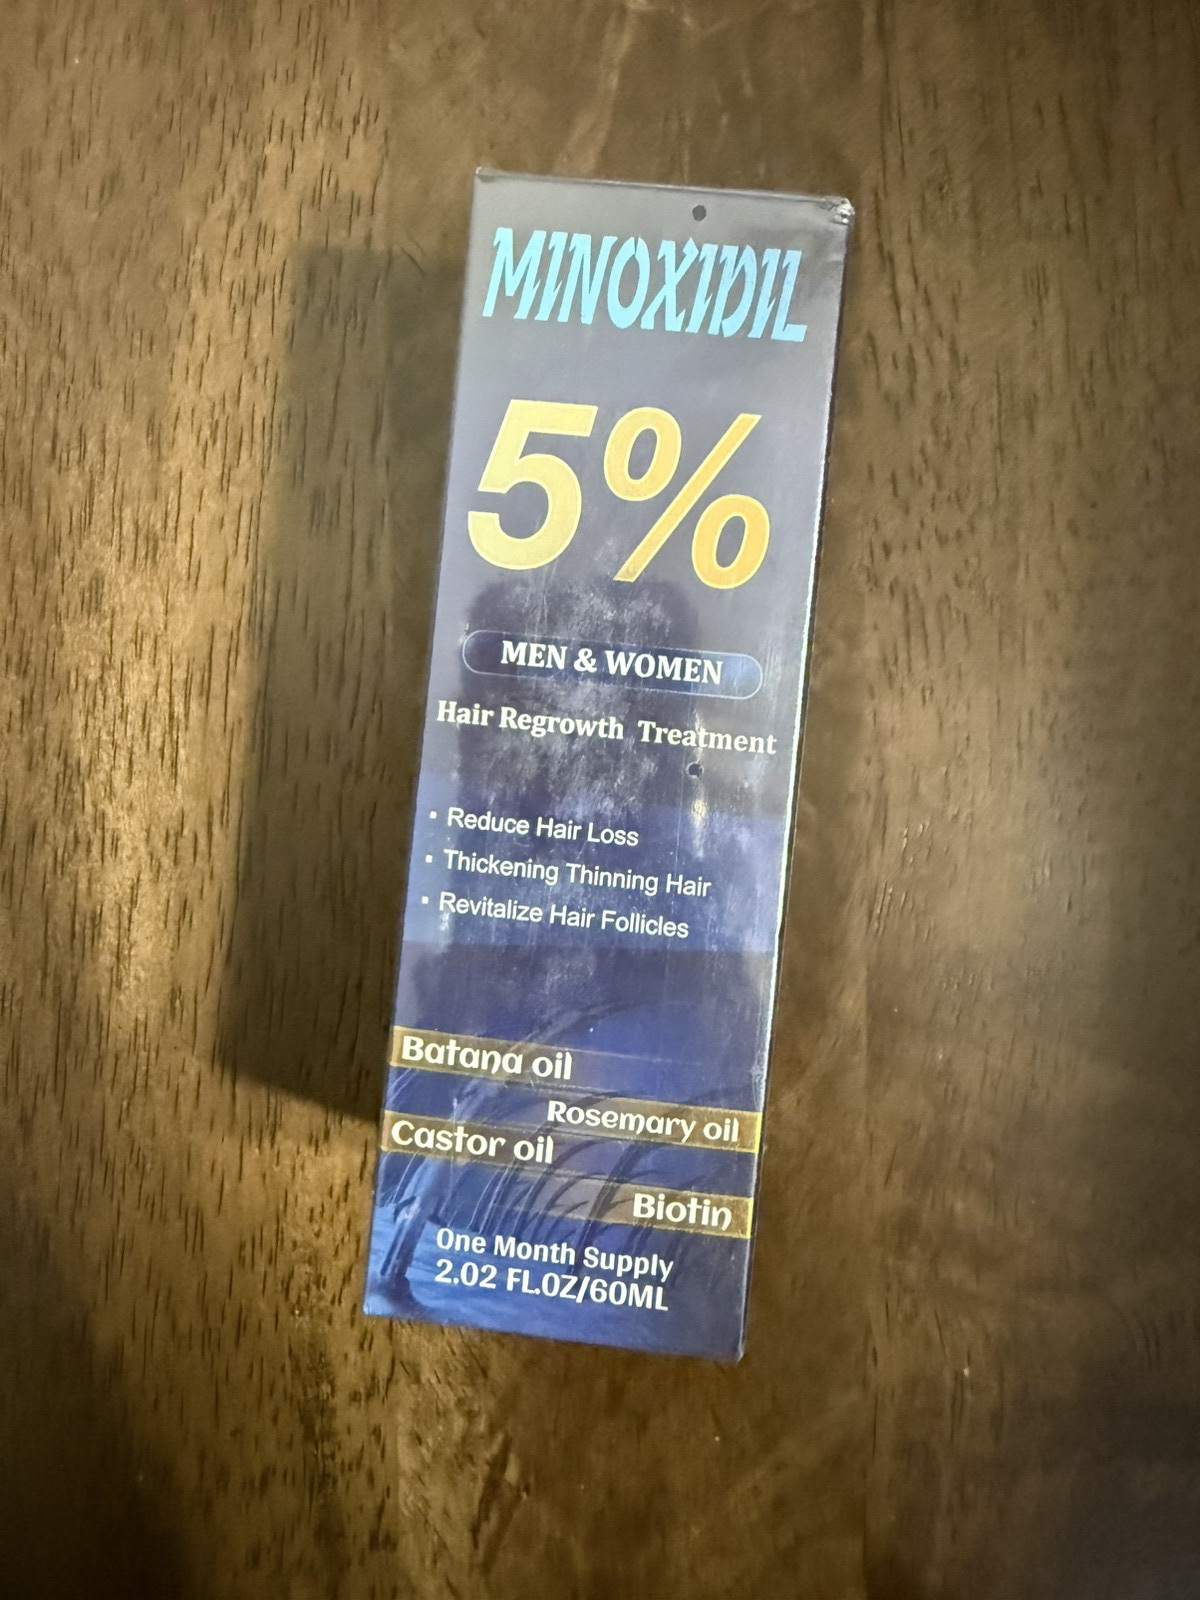 MINOXIDIL
5%
MEN & WOMEN
Hair Regrowth Treatment
· Reduce Hair Loss
· Thickening Thinning Hair
· Revitalize Hair Follicles
Batana oil
Rosemary oil
Castor oil
Biotin
One Month Supply
2.02 FL.OZ/60ML